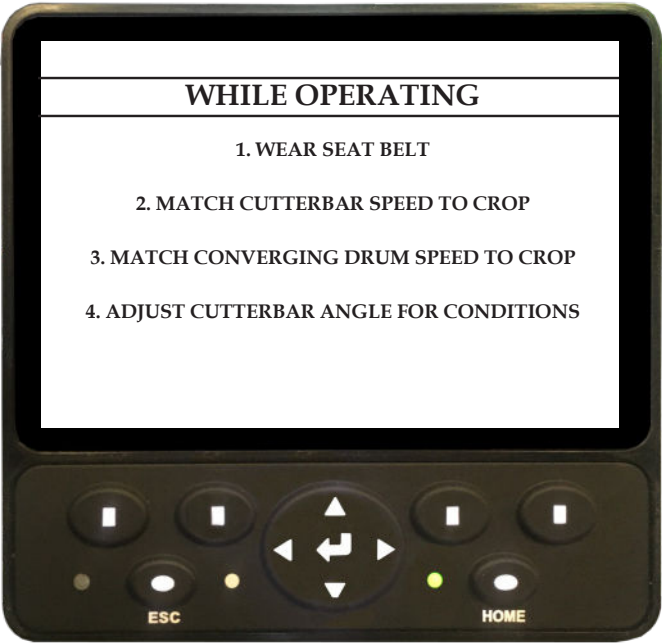 WHILE OPERATING
1. WEAR SEAT BELT
2. MATCH CUTTERBAR SPEED TO CROP
3. MATCH CONVERGING DRUM SPEED TO CROP
4. ADJUST CUTTERBAR ANGLE FOR CONDITIONS
ESC
HOME